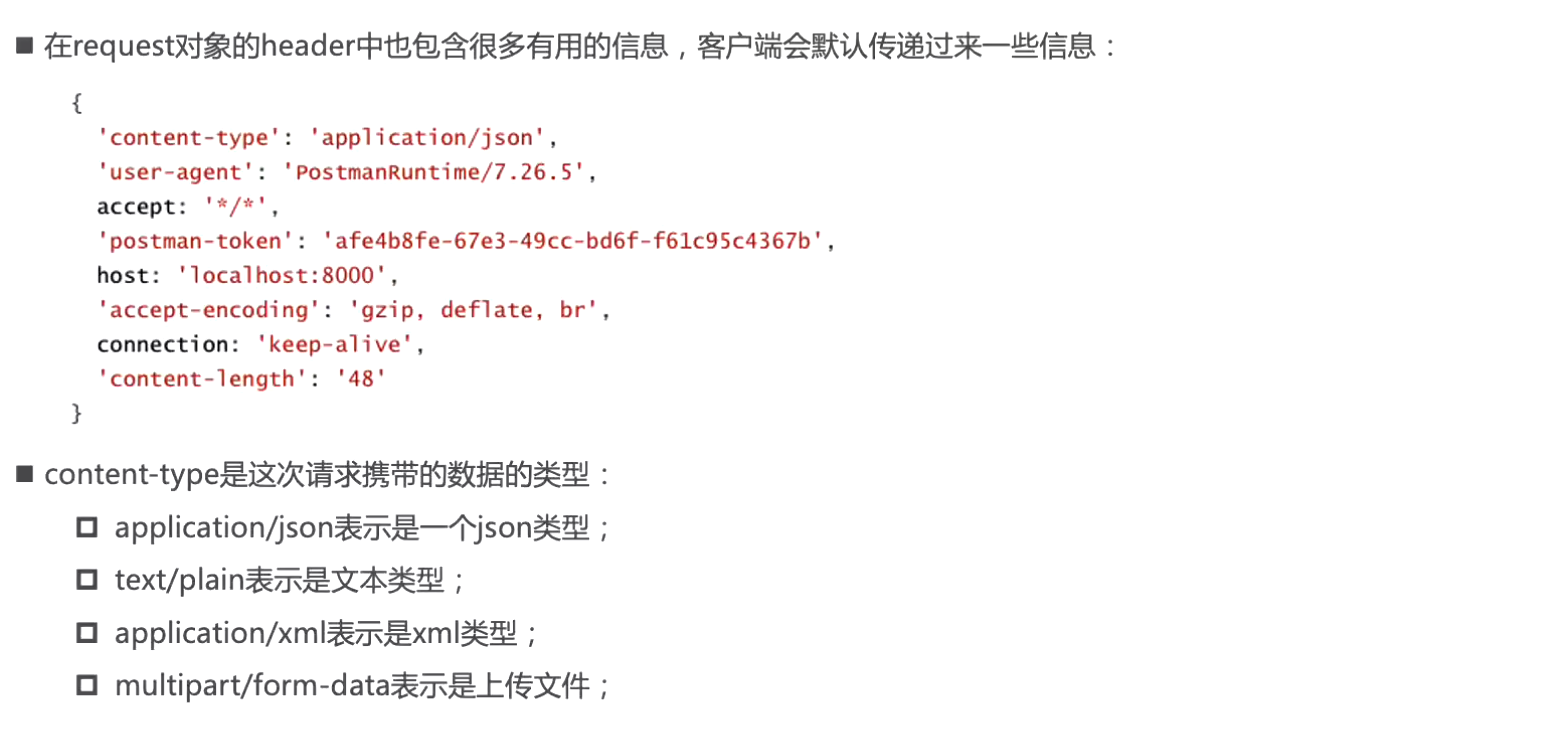 ■ 在request对象的header中也包含很多有用的信息，客户端会默认传递过来一些信息：
{
'content-type': 'application/json',
'user-agent': 'PostmanRuntime/7.26.5',
accept: '*/*',
'postman-token': 'afe4b8fe-67e3-49cc-bd6f-f61c95c4367b',
host: 'localhost:8000',
'accept-encoding': 'gzip, deflate, br',
connection: 'keep-alive',
'content-length': '48'
}
■ content-type是这次请求携带的数据的类型：
application/json表示是一个json类型；
text/plain表示是文本类型；
application/xml表示是xml类型；
multipart/form-data表示是上传文件；